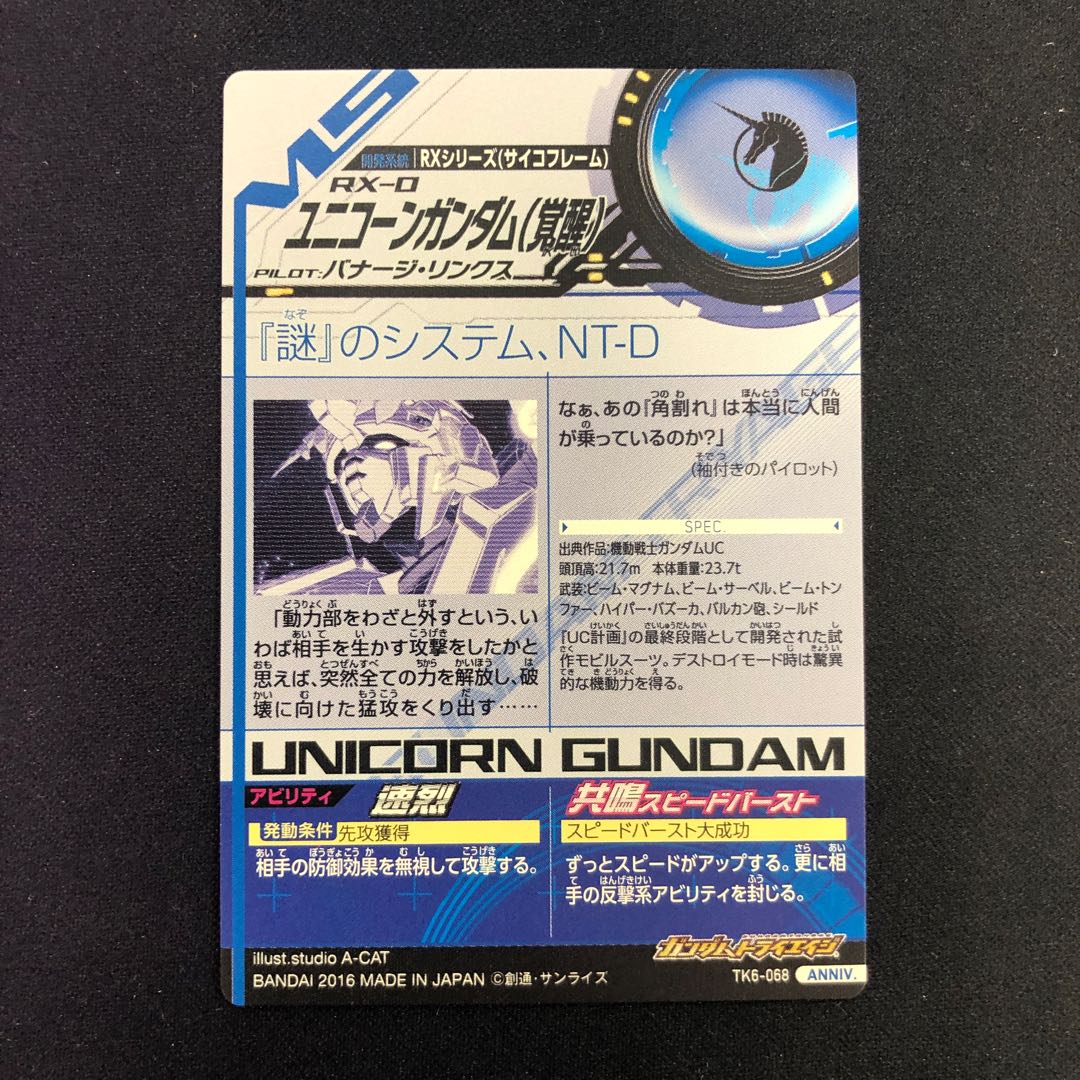 MS
開発系統 RXシリーズ(サイコフレーム)
RX-0
ユニコーンガンダム(覚醒)
PILOT:バナージ・リンクス
『謎』のシステム、NT-D
なぞ
「動力部をわざと外すという、い
わば相手を生かす攻撃をしたかと
思えば、突然全ての力を解放し、破
壊に向けた猛攻をくり出す……
なぁ、あの『角割れ』は本当に人間
が乗っているのか?」
(袖付きのパイロット)
SPEC.
出典作品:機動戦士ガンダムUC
頭頂高:21.7m 本体重量:23.7t
武装:ビーム・マグナム、ビーム・サーベル、ビーム・トン
ファー、ハイパー・バズーカ、バルカン砲、シールド
『UC計画』の最終段階として開発された試
作モビルスーツ。デストロイモード時は驚異
的な機動力を得る。
UNICORN GUNDAM
アビリティ 速烈
発動条件 先攻獲得
相手の防御効果を無視して攻撃する。
共鳴スピードバースト
スピードバースト大成功
ずっとスピードがアップする。更に相
手の反撃系アビリティを封じる。
ガンダムトライエイジ
illust.studio A-CAT
BANDAI 2016 MADE IN JAPAN ©創通・サンライズ
TK6-068 ANNIV.